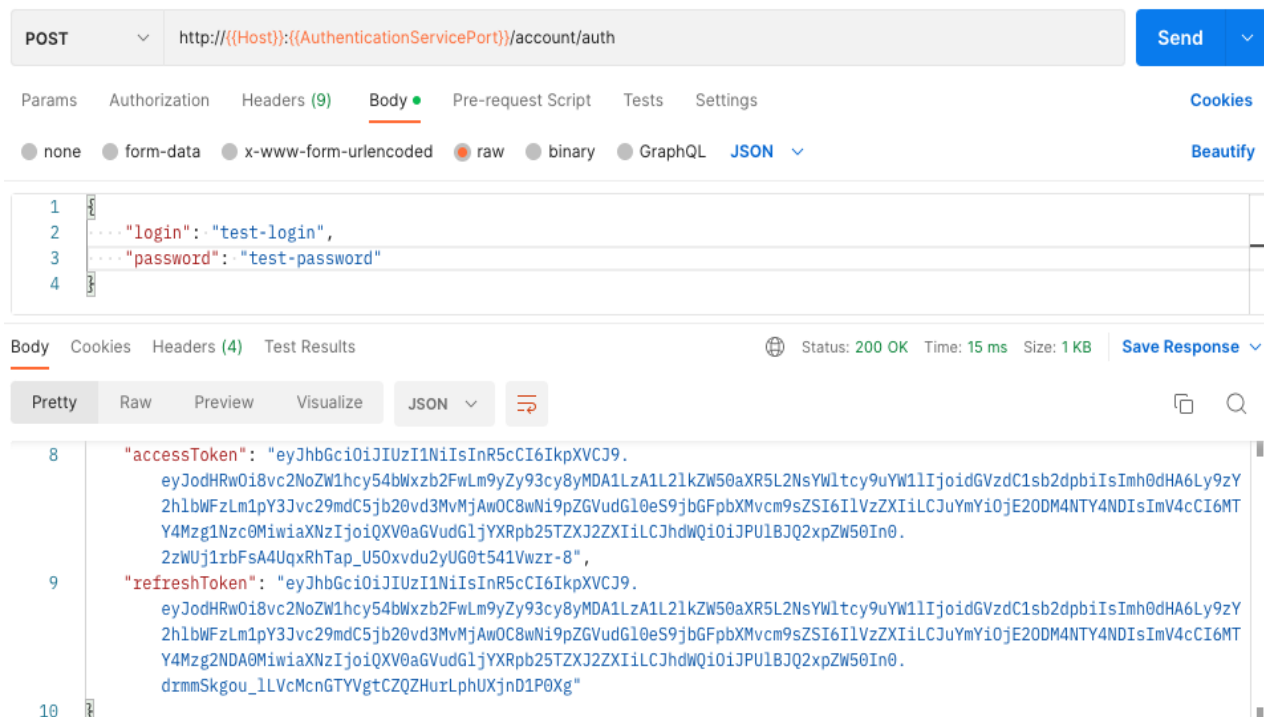 POST http://{{Host}}:{{AuthenticationServicePort}}/account/auth Send
Params Authorization Headers (9) Body Pre-request Script Tests Settings Cookies
none form-data x-www-form-urlencoded raw binary GraphQL JSON Beautify
1 {
2 "login": "test-login",
3 "password": "test-password"
4 }
Body Cookies Headers (4) Test Results Status: 200 OK Time: 15 ms Size: 1 KB Save Response
Pretty Raw Preview Visualize JSON
8 "accessToken": "eyJhbGciOiJIUzI1NiIsInR5cCI6IkpXVCJ9.
eyJodHRwOi8vc2NoZW1hcy54bWxzb2FwLm9yZy93cy8yMDA1LzA1L2lkZW50aXR5L2NsYWltcy9uYW1lIjoidGVzdC1sb2dpbiIsImh0dHA6Ly9zY
2hlbWFzLm1pY3Jvc29mdC5jb20vd3MvMjAwOC8wNi9pZGVudGl0eS9jbGFpbXMvcm9sZSI6IlVzZXIiLCJuYmYiOjE2ODM4NTY4NDIsImV4cCI6MT
Y4Mzg1Nzc0MiwiaXNzIjoiQXV0aGVudGljYXRpb25TZXJ2ZXIiLCJhdWQiOiJPUlBJQ2xpZW50In0.
2zWUj1rbFsA4UqxRhTap_U5Oxvdu2yUG0t541Vwzr-8",
9 "refreshToken": "eyJhbGciOiJIUzI1NiIsInR5cCI6IkpXVCJ9.
eyJodHRwOi8vc2NoZW1hcy54bWxzb2FwLm9yZy93cy8yMDA1LzA1L2lkZW50aXR5L2NsYWltcy9uYW1lIjoidGVzdC1sb2dpbiIsImh0dHA6Ly9zY
2hlbWFzLm1pY3Jvc29mdC5jb20vd3MvMjAwOC8wNi9pZGVudGl0eS9jbGFpbXMvcm9sZSI6IlVzZXIiLCJuYmYiOjE2ODM4NTY4NDIsImV4cCI6MT
Y4Mzg2NDA0MiwiaXNzIjoiQXV0aGVudGljYXRpb25TZXJ2ZXIiLCJhdWQiOiJPUlBJQ2xpZW50In0.
drmmSkgou_lLVcMcnGTYVgtCZQZHurLphUXjnD1P0Xg"
10 }